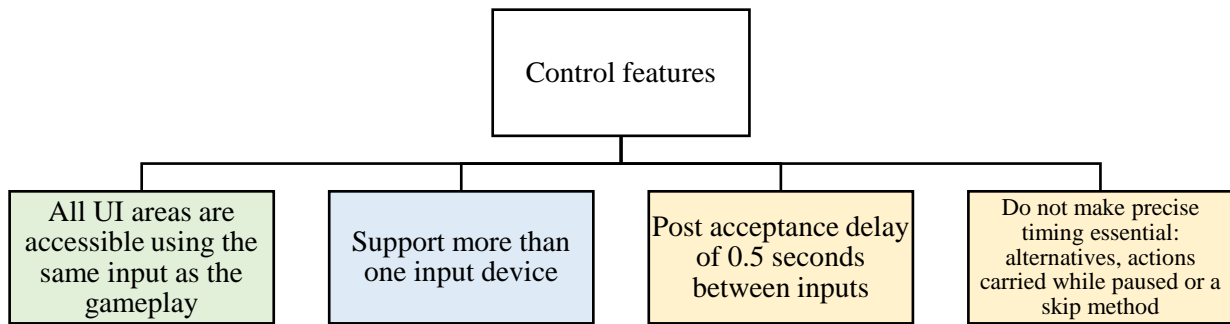 Control features
All UI areas are
accessible using the
same input as the
gameplay
Support more than
one input device
Post acceptance delay
of 0.5 seconds
between inputs
Do not make precise
timing essential:
alternatives, actions
carried while paused or a
skip method